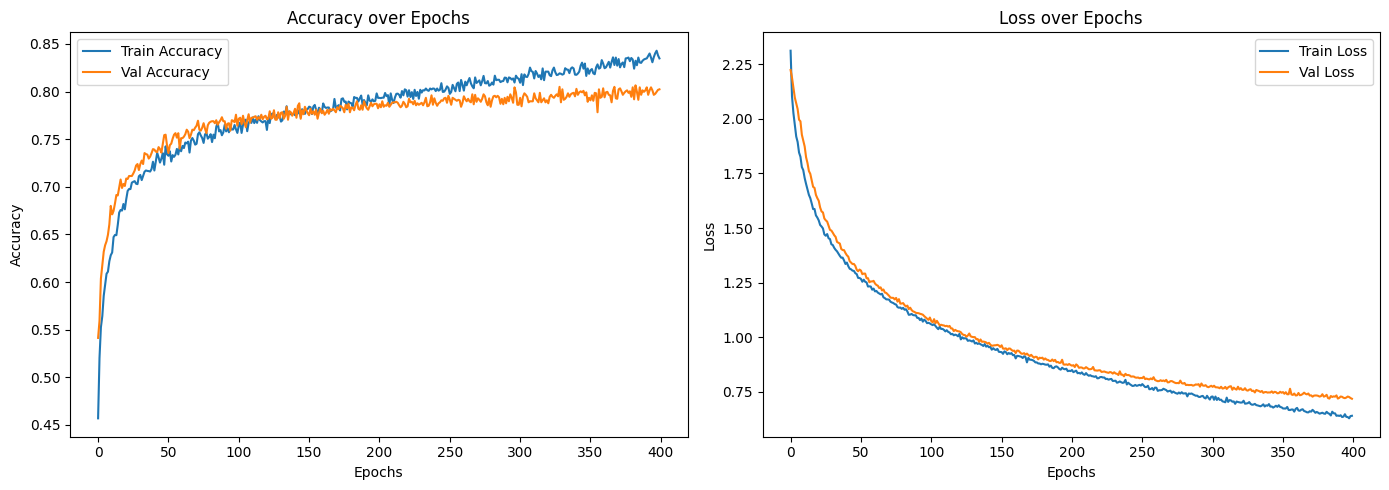 Accuracy over Epochs
Train Accuracy
Val Accuracy
0.85
0.80
0.75
0.70
0.65
0.60
0.55
0.50
0.45
Accuracy
0 50 100 150 200 250 300 350 400
Epochs
Loss over Epochs
Train Loss
Val Loss
2.25
2.00
1.75
1.50
1.25
1.00
0.75
Loss
0 50 100 150 200 250 300 350 400
Epochs